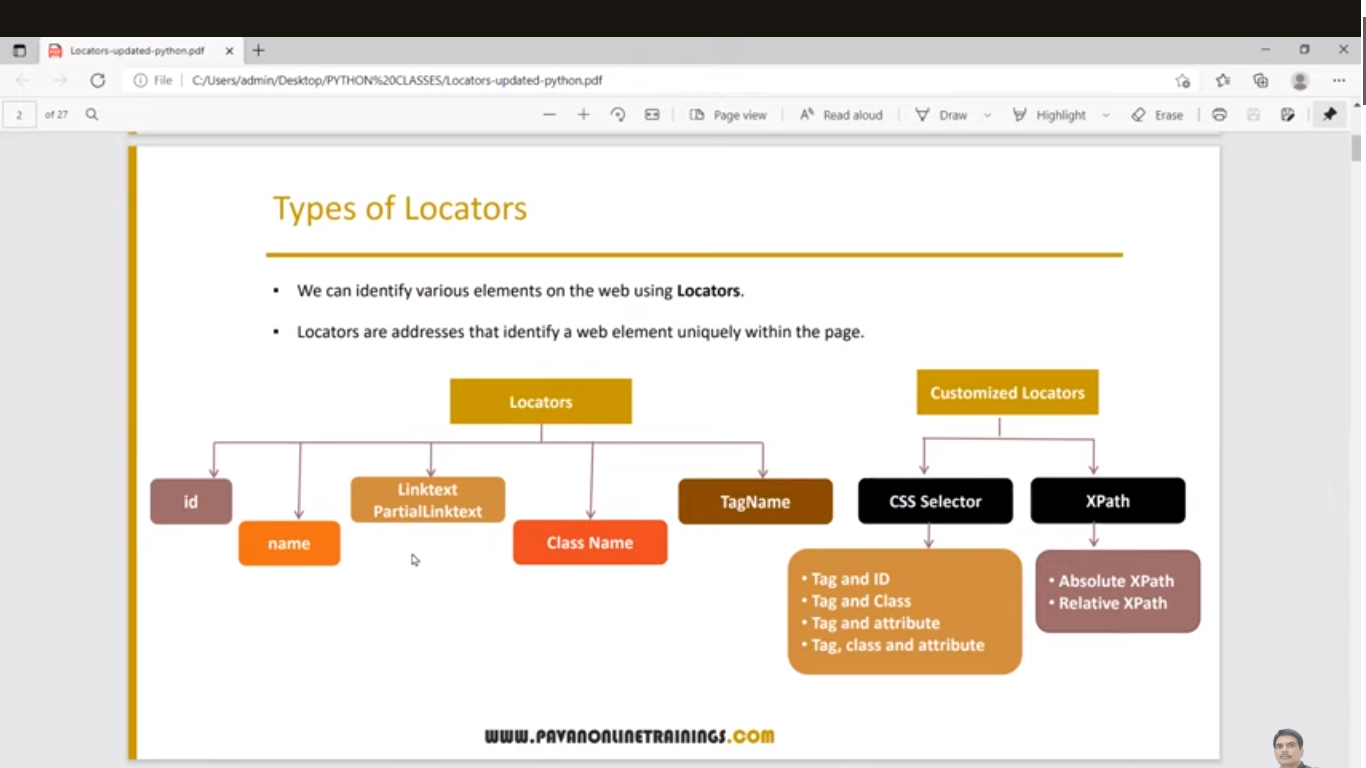 Locators-updated-python.pdf
File
C:/Users/admin/Desktop/PYTHON%20CLASSES/Locators-updated-python.pdf
2 of 27
Page view
Read aloud
Draw
Highlight
Erase
Types of Locators
▪ We can identify various elements on the web using Locators.
▪ Locators are addresses that identify a web element uniquely within the page.
Locators
id
name
Linktext
PartialLinktext
Class Name
TagName
Customized Locators
CSS Selector
• Tag and ID
• Tag and Class
• Tag and attribute
• Tag, class and attribute
XPath
• Absolute XPath
• Relative XPath
WWW.PAVANONLINETRAININGS.COM